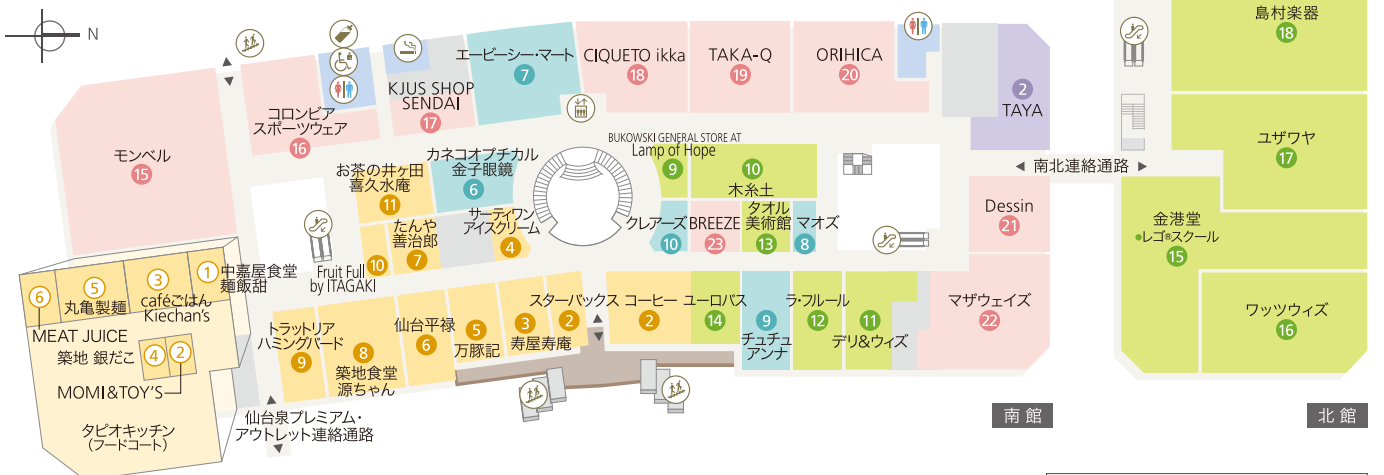 N
島村楽器
18
エービーシー・マート
7
CIQUETO ikka
18
TAKA-Q
19
ORIHICA
20
2
TAYA
KJUS SHOP
SENDAI
17
コロンビア
スポーツウェア
16
モンベル
15
ユザワヤ
17
BUKOWSKI GENERAL STORE AT
Lamp of Hope
9
10
木糸土
カネコオプチカル
金子眼鏡
6
お茶の井ヶ田
喜久水庵
11
南北連絡通路
サーティワン
アイスクリーム
4
たんや
善治郎
7
10
Fruit Full
by ITAGAKI
クレアーズ
10
BREEZE
23
タオル
美術館
13
マオズ
8
Dessin
21
金港堂
レゴ®スクール
15
1
中嘉屋食堂
麺飯甜
3
caféごはん
Kiechan's
5
丸亀製麺
6
MEAT JUICE
築地 銀だこ
4
2
MOMI&TOY'S
タピオキッチン
(フードコート)
トラットリア
ハミングバード
9
8
築地食堂
源ちゃん
仙台平禄
6
5
万豚記
3
寿屋寿庵
スターバックス コーヒー
2
2
ユーロパス
14
9
チュチュ
アンナ
ラ・フルール
12
11
デリ&ウィズ
マザウェイズ
22
ワッツウィズ
16
仙台泉プレミアム・
アウトレット連絡通路
南館
北館